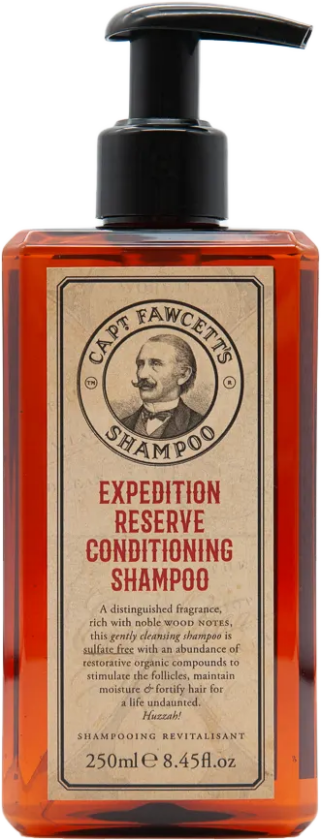 CAPT FAWCETT'S
TM
R
SHAMPOO
EXPEDITION
RESERVE
CONDITIONING
SHAMPOO
A distinguished fragrance,
rich with noble WOOD NOTES,
this gently cleansing shampoo is
sulfate free with an abundance of
restorative organic compounds to
stimulate the follicles, maintain
moisture & fortify hair for
a life undaunted.
Huzzah!
SHAMPOOING REVITALISANT
250ml℮ 8.45fl.oz